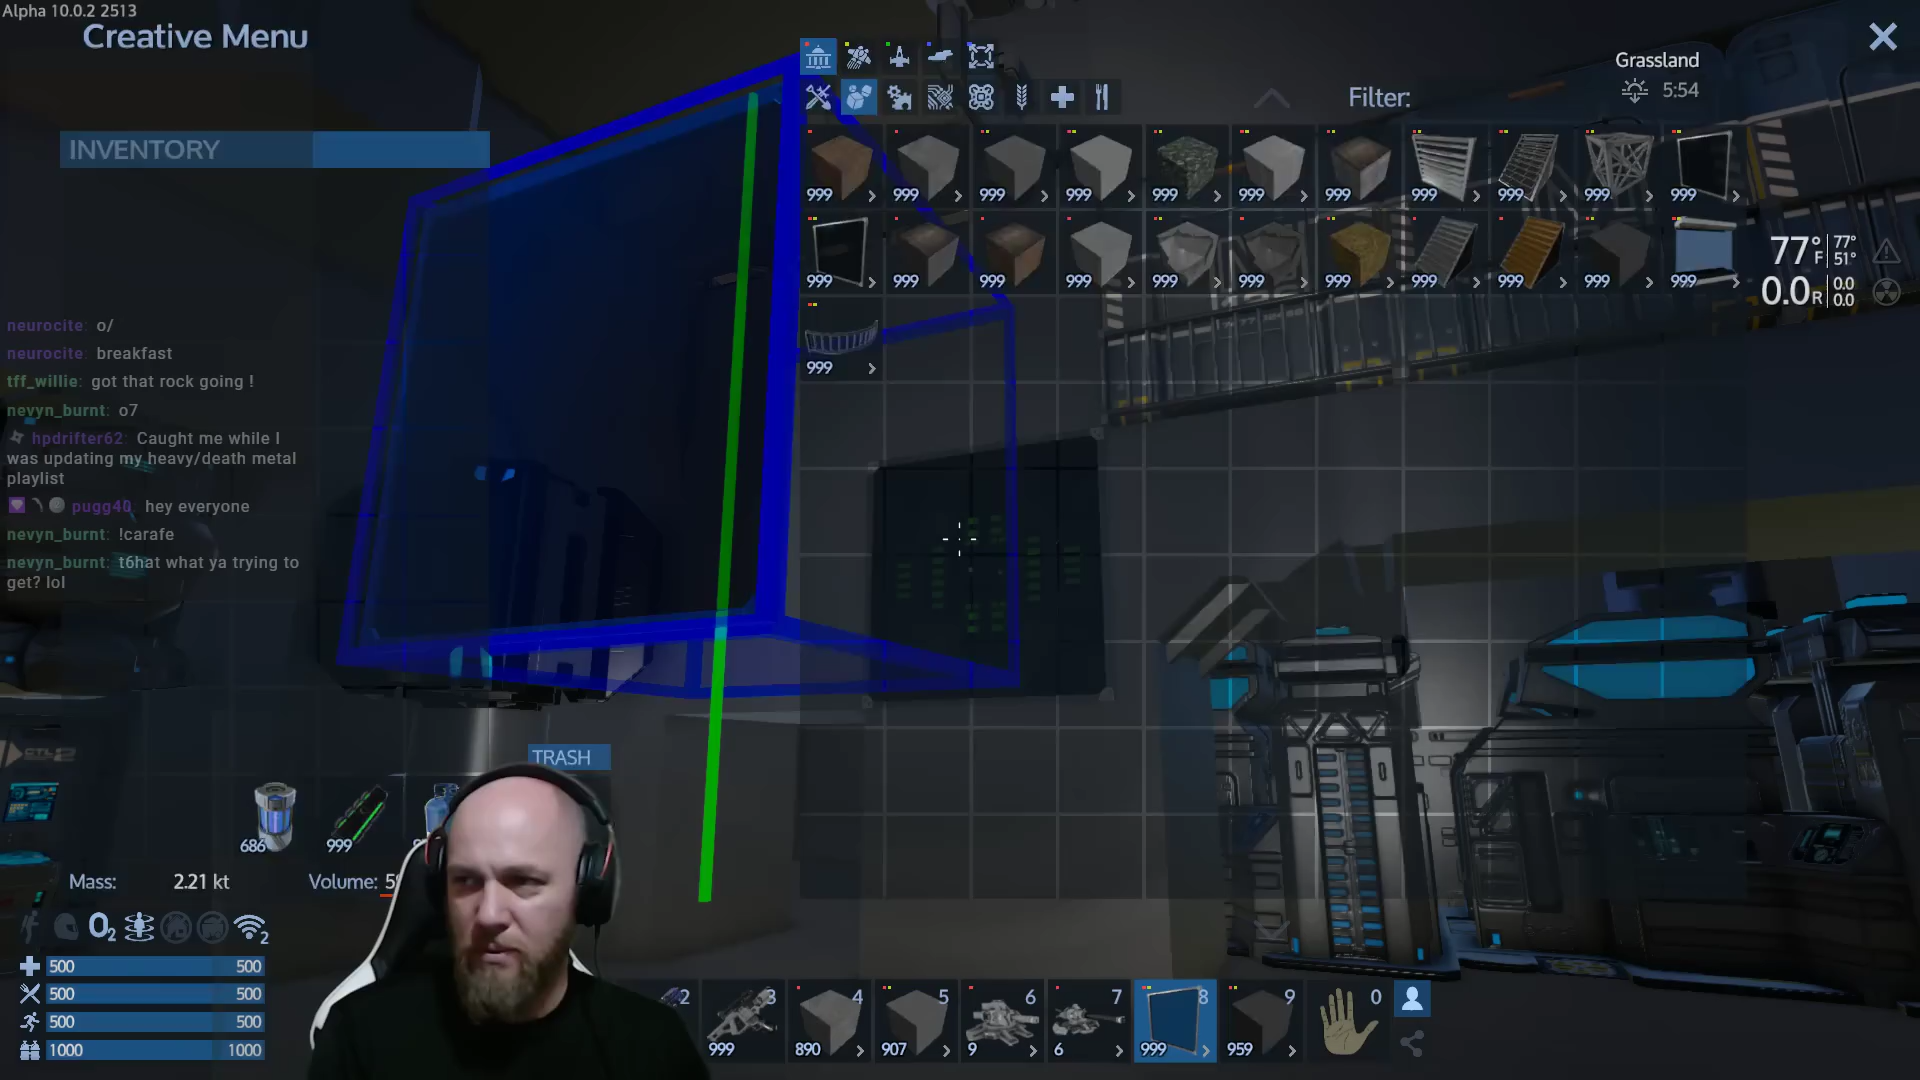 Alpha 10.0.2 2513
Creative Menu
Grassland
5:54
Filter:
INVENTORY
999 999 999 999 999 999 999 999 999 999 999
999 999 999 999 999 999 999 999 999 999 999
999
77°F 77°
51°
0.0R 0.0
0.0
neurocite: o/
neurocite: breakfast
tff_willie: got that rock going !
nevyn_burnt: o7
hpdrifter62: Caught me while I
was updating my heavy/death metal
playlist
pugg40: hey everyone
nevyn_burnt: !carafe
nevyn_burnt: t6hat what ya trying to
get? lol
TRASH
686 999
Mass: 2.21 kt Volume:
O2 2
500 500
500 500
500 500
1000 1000
2 3 4 5 6 7 8 9 0
999 890 907 9 6 999 959